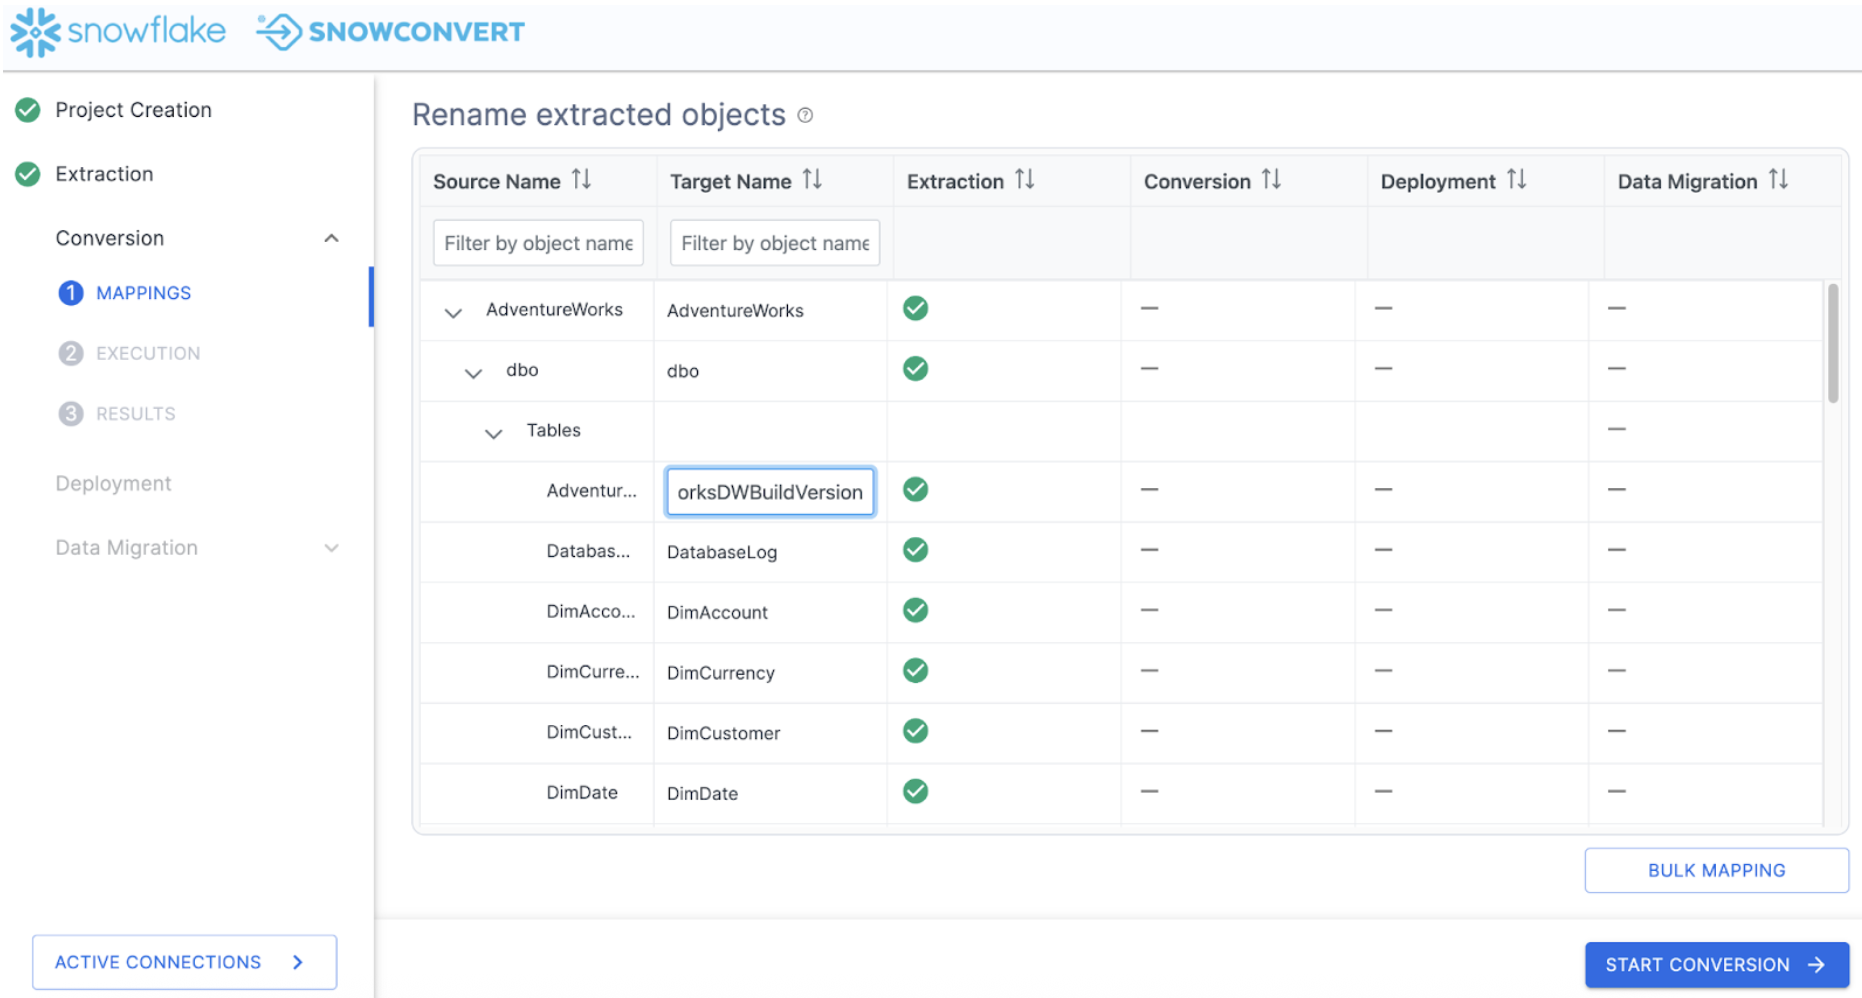 snowflake SNOWCONVERT
Project Creation
Extraction
Conversion
1 MAPPINGS
2 EXECUTION
3 RESULTS
Deployment
Data Migration
ACTIVE CONNECTIONS
Rename extracted objects ?
Source Name Target Name Extraction Conversion Deployment Data Migration
Filter by object name Filter by object name
AdventureWorks AdventureWorks — — —
dbo dbo — — —
Tables —
Adventur... orksDWBuildVersion — — —
Databas... DatabaseLog — — —
DimAcco... DimAccount — — —
DimCurre... DimCurrency — — —
DimCust... DimCustomer — — —
DimDate DimDate — — —
BULK MAPPING
START CONVERSION